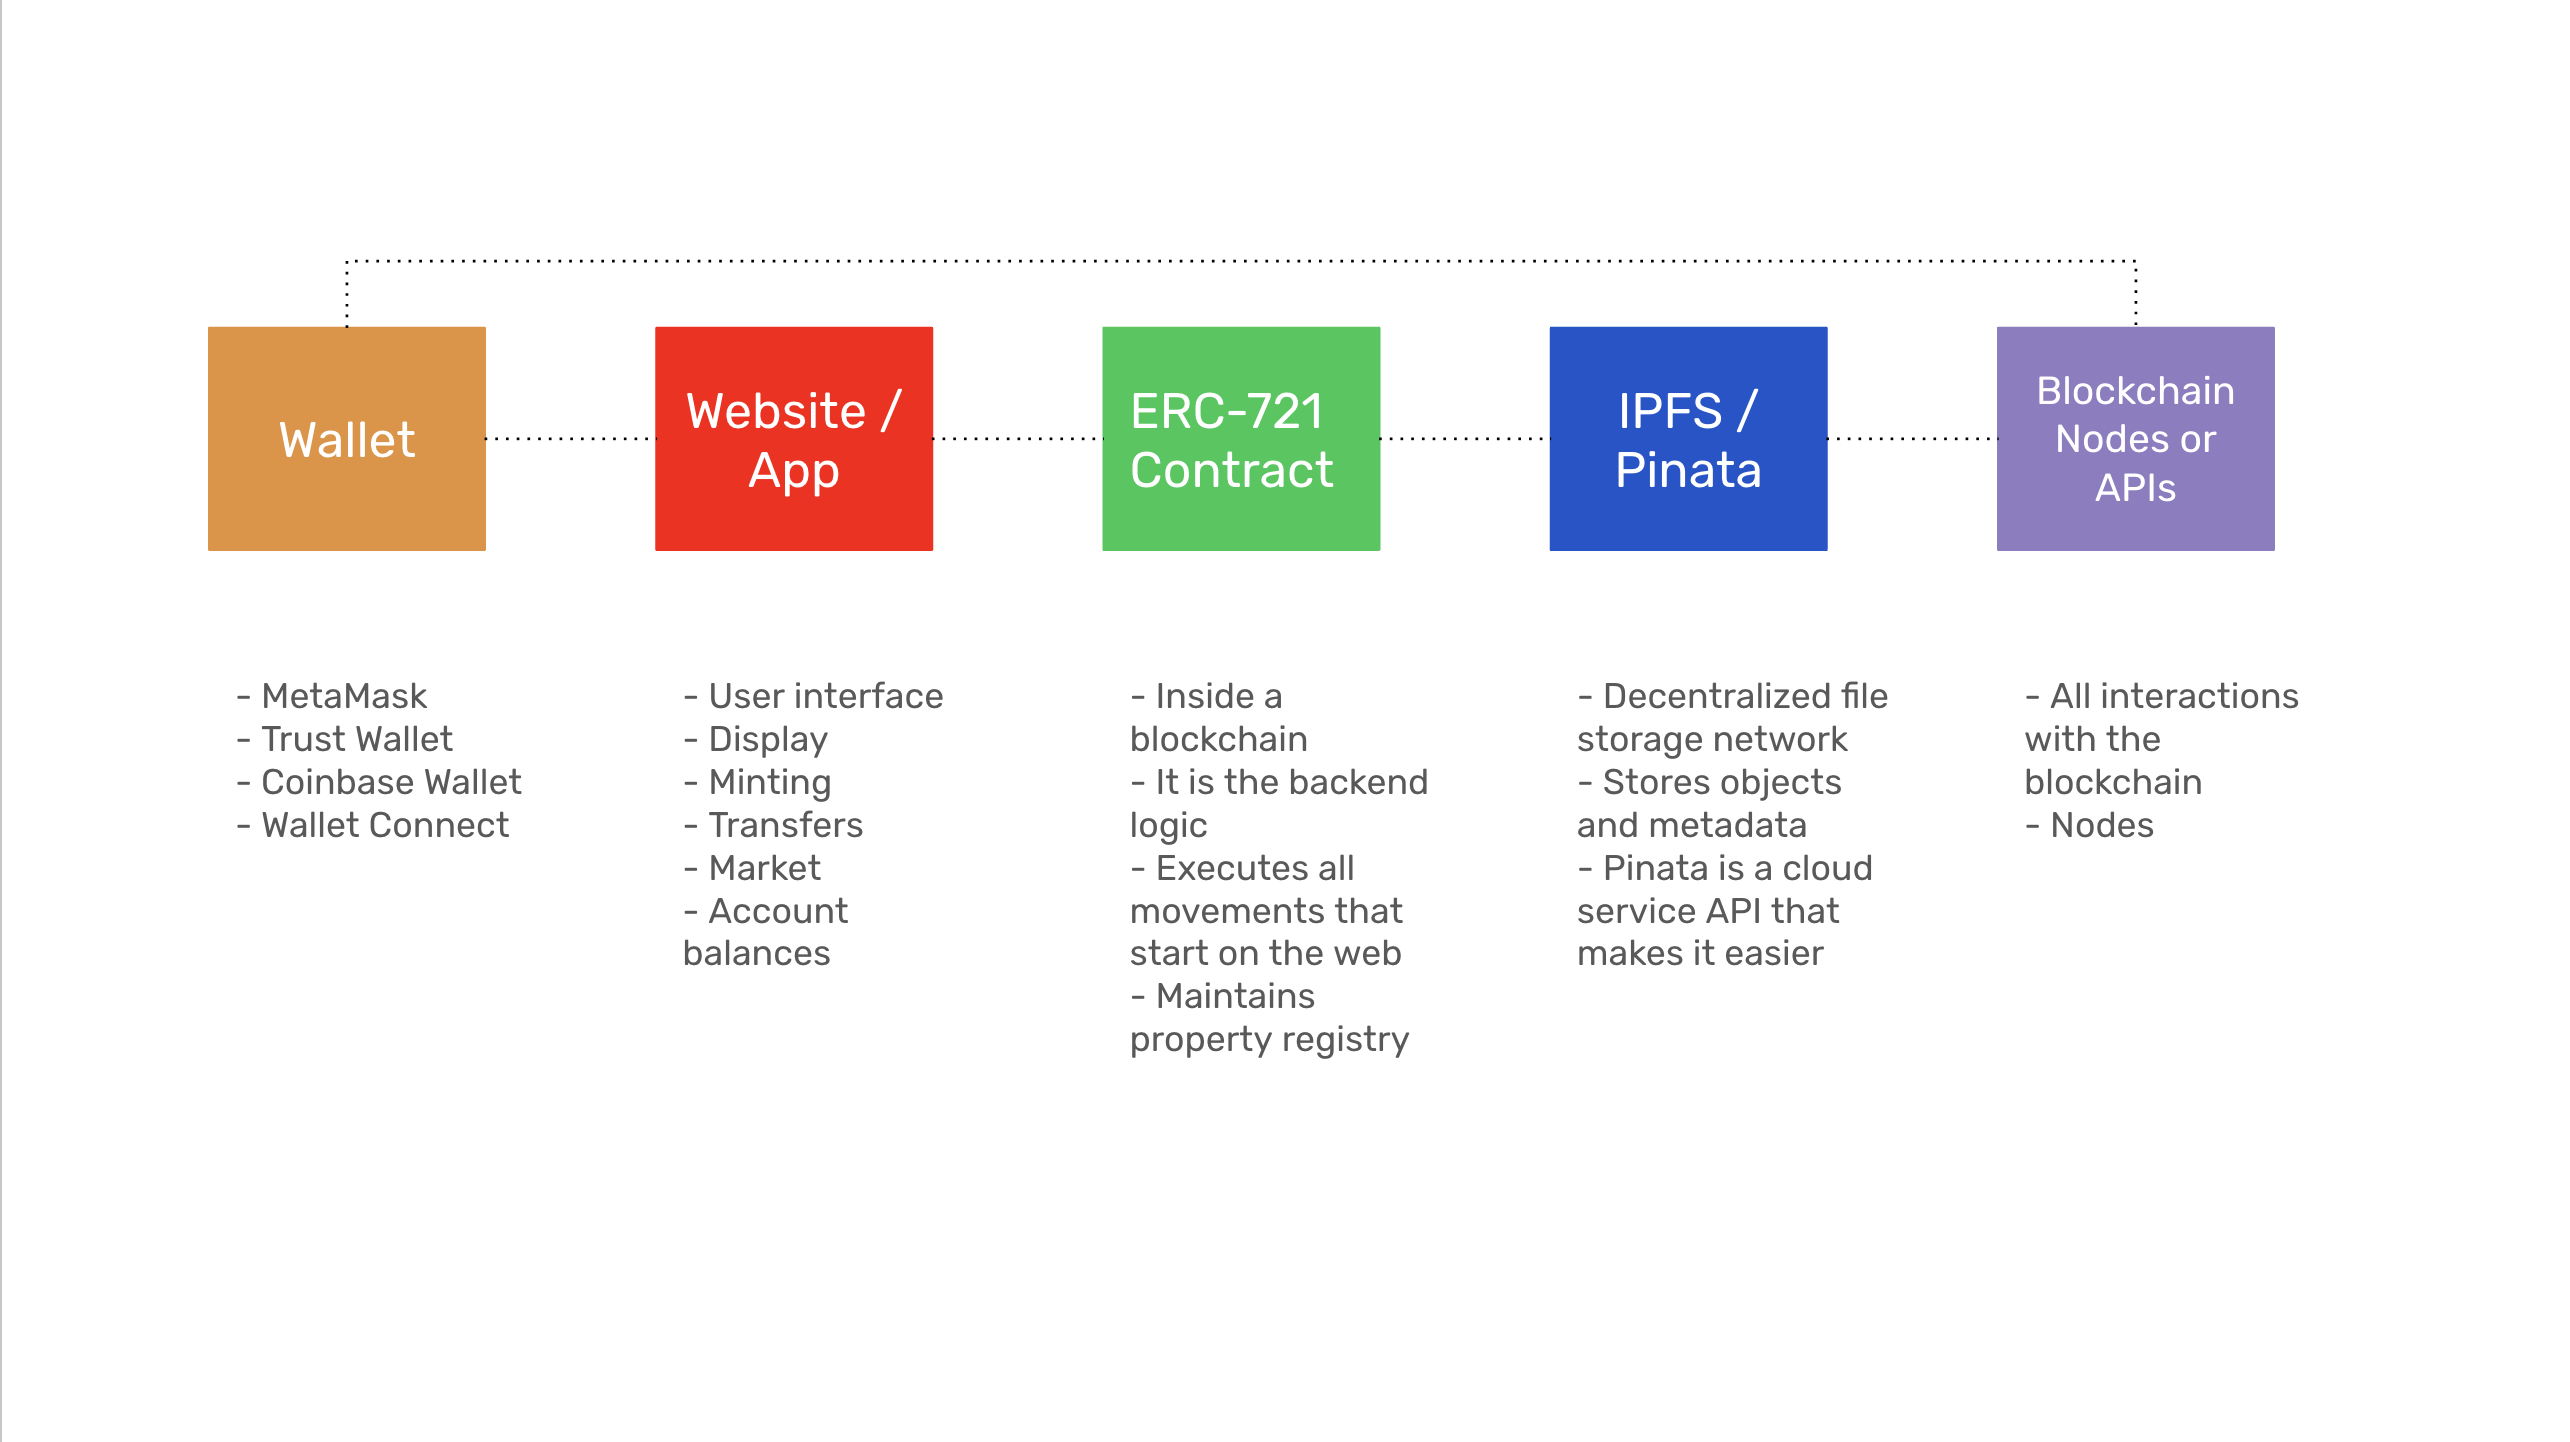 Wallet
Website /
App
ERC-721
Contract
IPFS /
Pinata
Blockchain
Nodes or
APIs
- MetaMask
- Trust Wallet
- Coinbase Wallet
- Wallet Connect
- User interface
- Display
- Minting
- Transfers
- Market
- Account
balances
- Inside a
blockchain
- It is the backend
logic
- Executes all
movements that
start on the web
- Maintains
property registry
- Decentralized file
storage network
- Stores objects
and metadata
- Pinata is a cloud
service API that
makes it easier
- All interactions
with the
blockchain
- Nodes